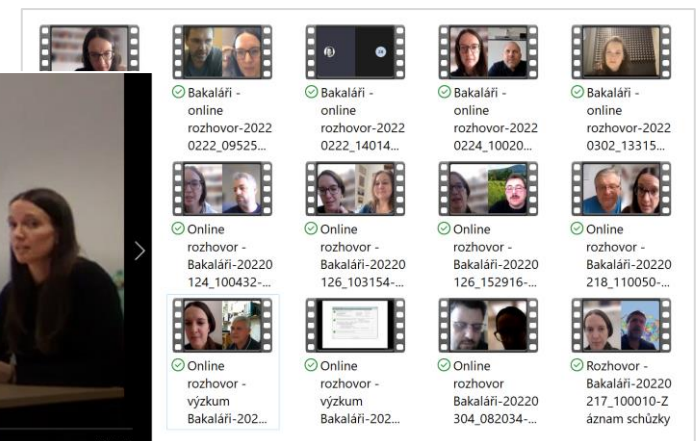 Bakaláři -
online
rozhovor-2022
0222_09525...
Bakaláři -
online
rozhovor-2022
0222_14014...
Bakaláři -
online
rozhovor-2022
0224_10020...
Bakaláři -
online
rozhovor-2022
0302_13315...
Online
rozhovor -
Bakaláři-20220
124_100432-...
Online
rozhovor -
Bakaláři-20220
126_103154-...
Online
rozhovor -
Bakaláři-20220
126_152916-...
Online
rozhovor -
Bakaláři-20220
218_110050-...
Online
rozhovor -
výzkum
Bakaláři-202...
Online
rozhovor -
výzkum
Bakaláři-202...
Online
rozhovor
Bakaláři-20220
304_082034-...
Rozhovor -
Bakaláři-20220
217_100010-Z
áznam schůzky